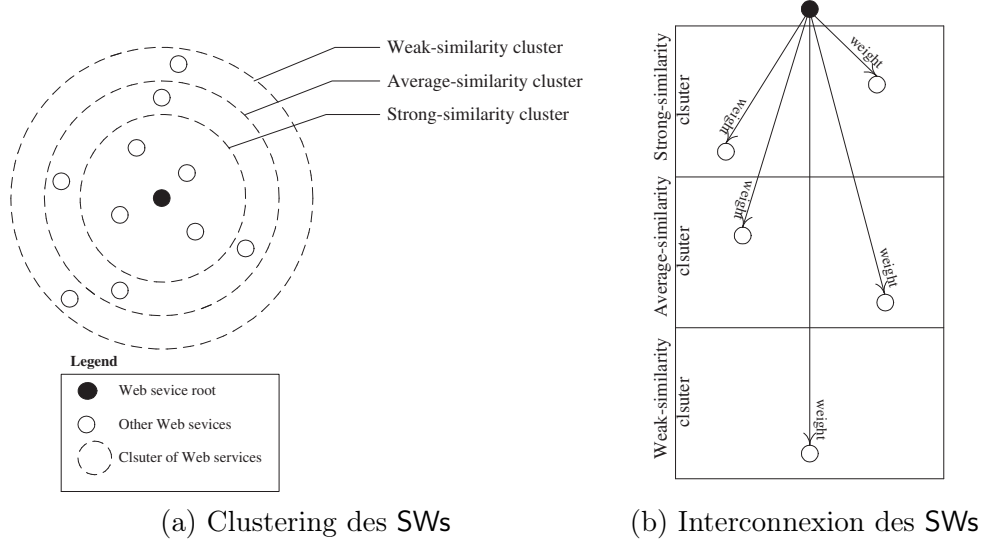 Weak-similarity cluster
Average-similarity cluster
Strong-similarity cluster
Legend
Web sevice root
Other Web sevices
Clsuter of Web services
(a) Clustering des SWs
Strong-similarity
clsuter
weight
weight
Average-similarity
clsuter
weight
weight
Weak-similarity
clsuter
weight
(b) Interconnexion des SWs